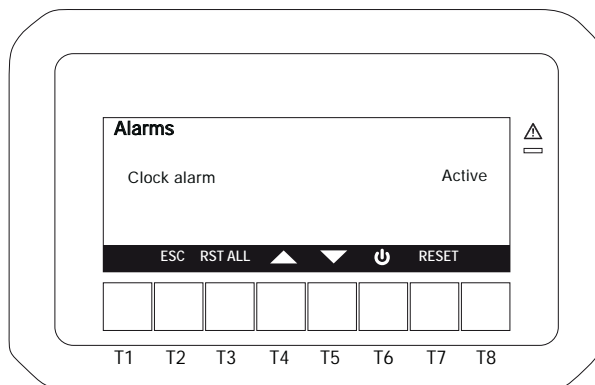 Alarms
Clock alarm Active
ESC RST ALL RESET
T1 T2 T3 T4 T5 T6 T7 T8